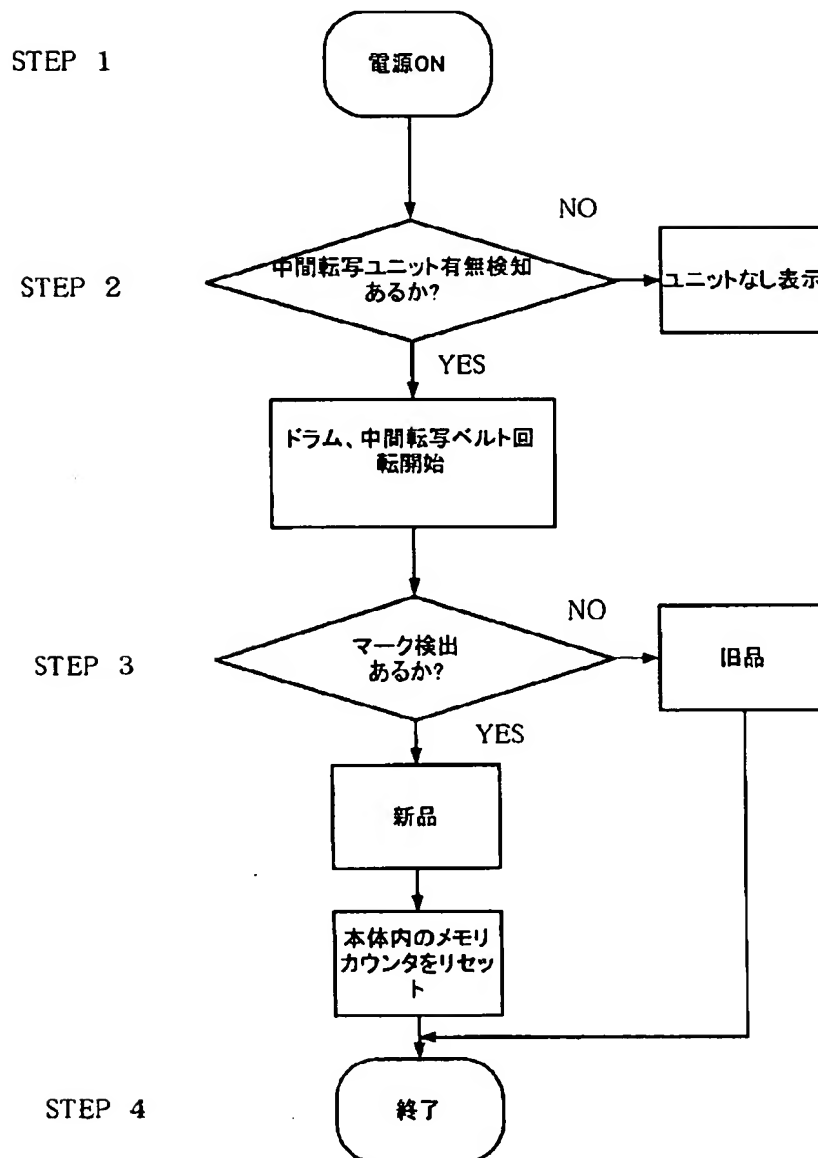 STEP 1
電源ON
NO
STEP 2
中間転写ユニット有無検知
あるか?
ユニットなし表示
YES
ドラム、中間転写ベルト回
転開始
NO
STEP 3
マーク検出
あるか?
旧品
YES
新品
本体内のメモリ
カウンタをリセッ
ト
STEP 4
終了